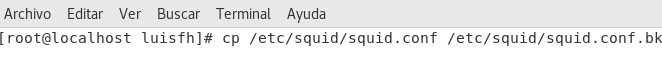 Archivo Editar Ver Buscar Terminal Ayuda
[root@localhost luisfh]# cp /etc/squid/squid.conf /etc/squid/squid.conf.bk